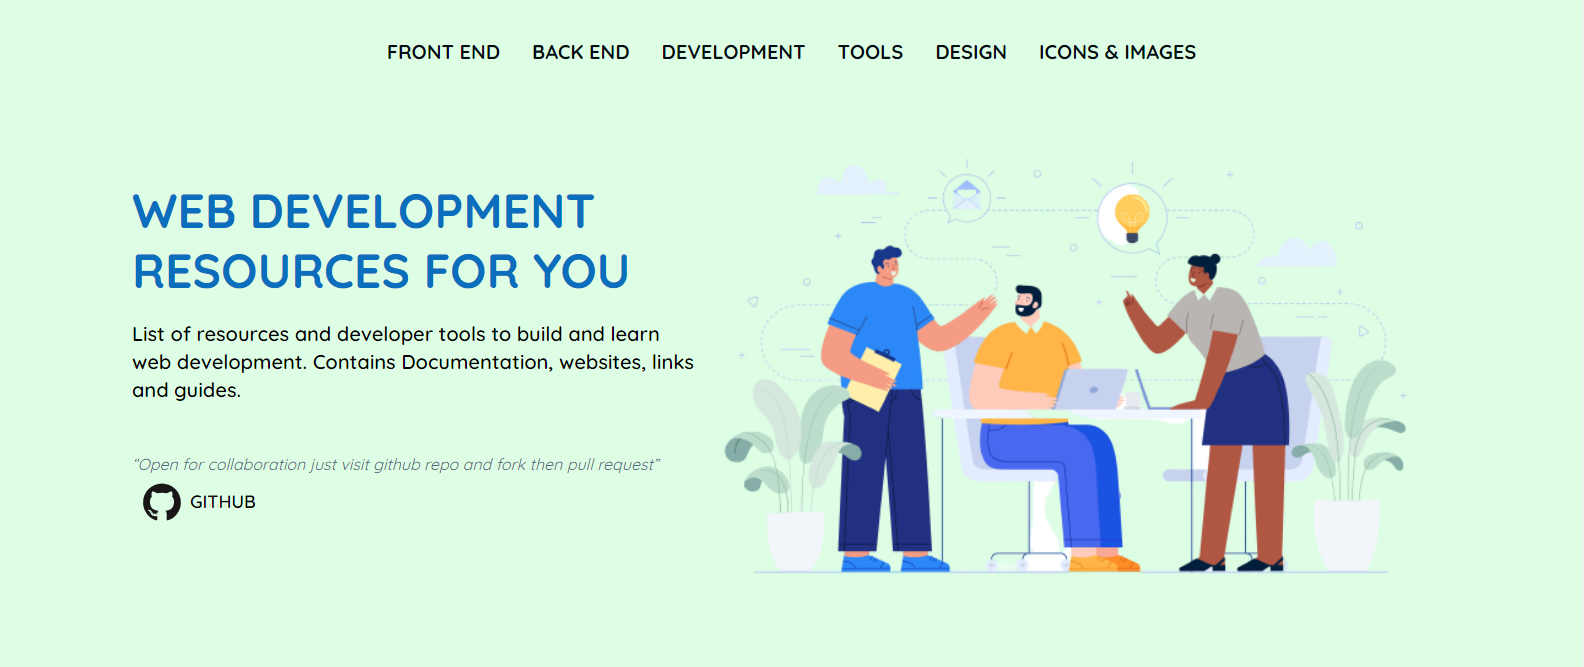 FRONT END BACK END DEVELOPMENT TOOLS DESIGN ICONS & IMAGES
WEB DEVELOPMENT
RESOURCES FOR YOU
List of resources and developer tools to build and learn
web development. Contains Documentation, websites, links
and guides.
“Open for collaboration just visit github repo and fork then pull request”
GITHUB